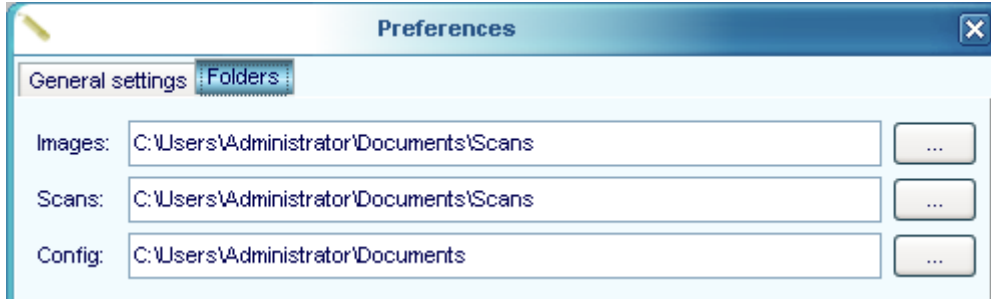 Preferences
General settings Folders
Images: C:\Users\Administrator\Documents\Scans ...
Scans: C:\Users\Administrator\Documents\Scans ...
Config: C:\Users\Administrator\Documents ...